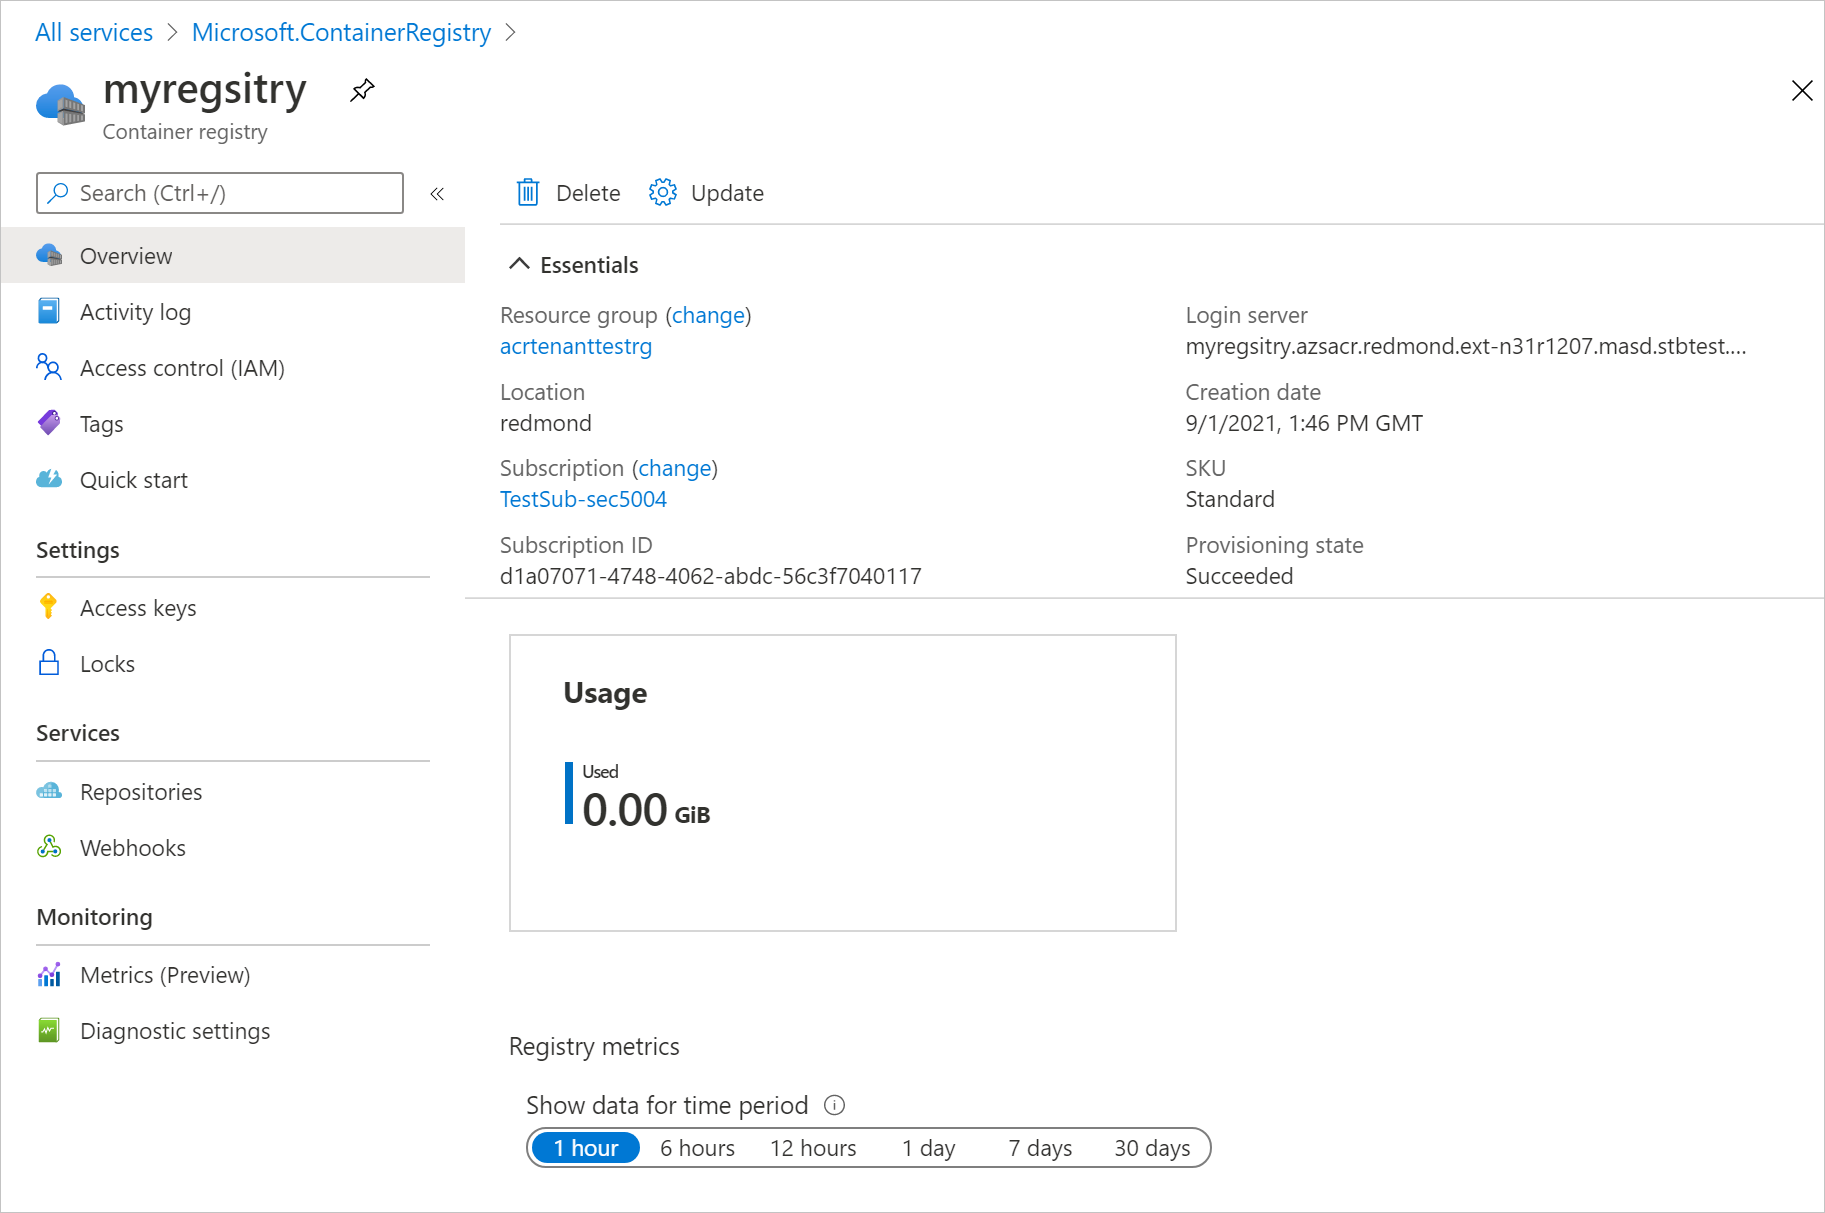 All services > Microsoft.ContainerRegistry >
myregsitry
Container registry
Search (Ctrl+/)
«
Overview
Activity log
Access control (IAM)
Tags
Quick start
Settings
Access keys
Locks
Services
Repositories
Webhooks
Monitoring
Metrics (Preview)
Diagnostic settings
Delete
Update
Essentials
Resource group (change)
acrtenanttestrg
Location
redmond
Subscription (change)
TestSub-sec5004
Subscription ID
d1a07071-4748-4062-abdc-56c3f7040117
Login server
myregsitry.azsacr.redmond.ext-n31r1207.masd.stbtest....
Creation date
9/1/2021, 1:46 PM GMT
SKU
Standard
Provisioning state
Succeeded
Usage
Used
0.00 GiB
Registry metrics
Show data for time period
1 hour 6 hours 12 hours 1 day 7 days 30 days